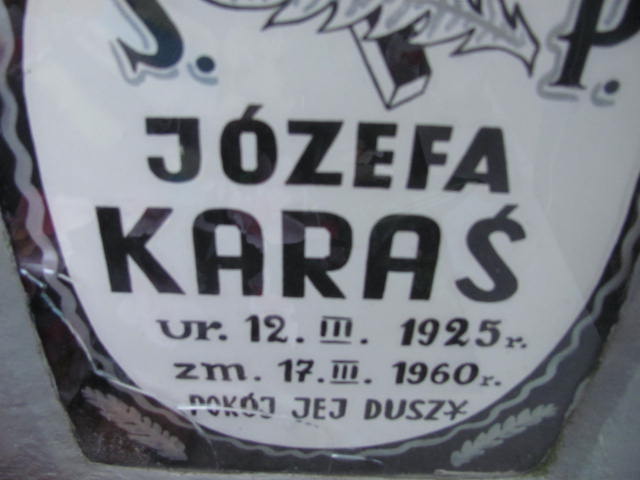 Ś. P.
JÓZEFA
KARAŚ
ur. 12. III. 1925 r.
zm. 17. III. 1960 r.
POKÓJ JEJ DUSZY